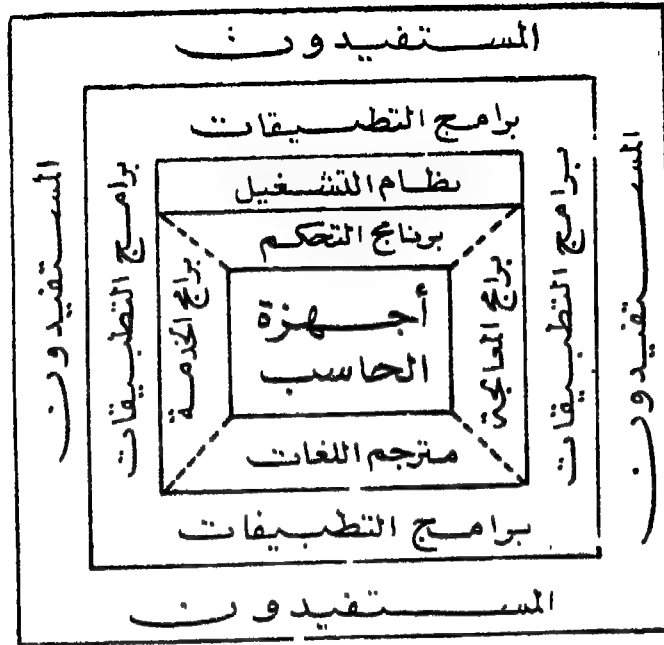 المستفيدون
برامج التطبيقات
نظام التشغيل
برنامج التحكم
أجهزة
الحاسب
برامج المعالجة
برامج الخدمة
مترجم اللغات
برامج التطبيقات
برامج التطبيقات
برامج التطبيقات
المستفيدون
المستفيدون
المستفيدون